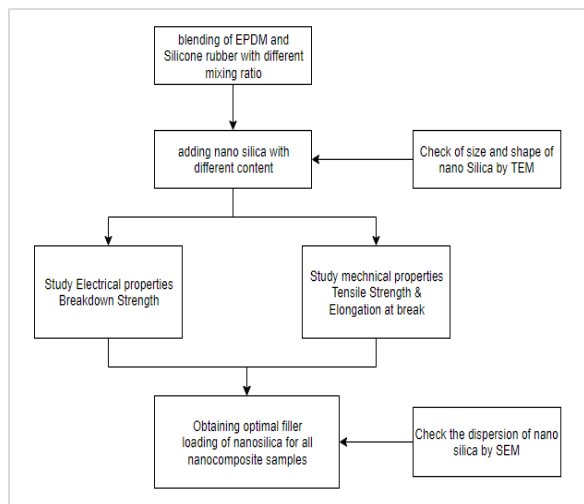 blending of EPDM and
Silicone rubber with different
mixing ratio
adding nano silica with
different content
Check of size and shape of
nano Silica by TEM
Study Electrical properties
Breakdown Strength
Study mechnical properties
Tensile Strength &
Elongation at break
Obtaining optimal filler
loading of nanosilica for all
nanocomposite samples
Check the dispersion of nano
silica by SEM